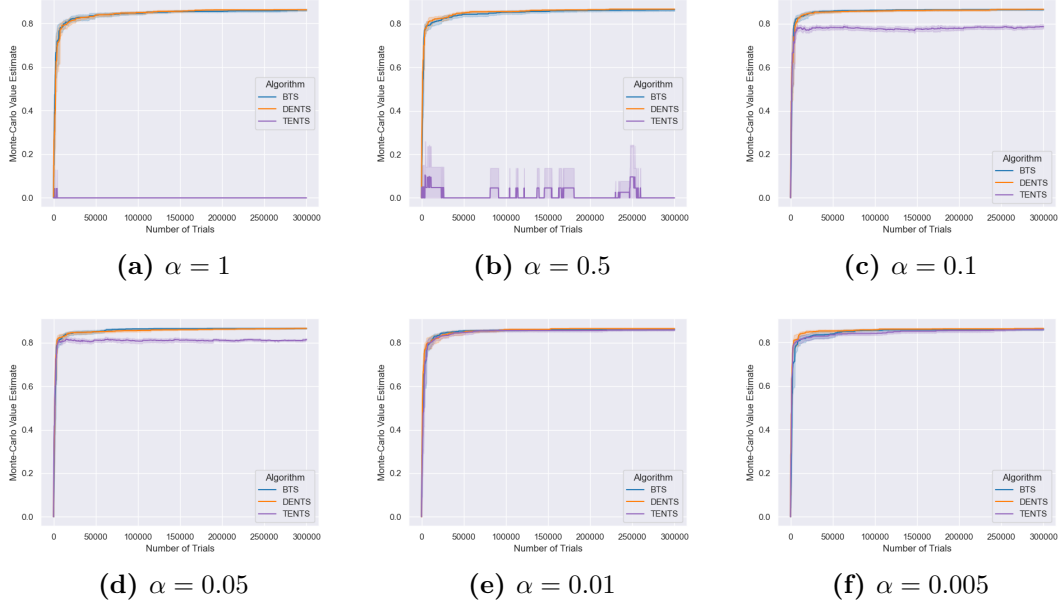 Monte-Carlo Value Estimate
0.8
0.6
0.4
0.2
0.0
Algorithm
BTS
DENTS
TENTS
0 50000 100000 150000 200000 250000 300000
Number of Trials
(a) α = 1
Monte-Carlo Value Estimate
0.8
0.6
0.4
0.2
0.0
Algorithm
BTS
DENTS
TENTS
0 50000 100000 150000 200000 250000 300000
Number of Trials
(b) α = 0.5
Monte-Carlo Value Estimate
0.8
0.6
0.4
0.2
0.0
Algorithm
BTS
DENTS
TENTS
0 50000 100000 150000 200000 250000 300000
Number of Trials
(c) α = 0.1
Monte-Carlo Value Estimate
0.8
0.6
0.4
0.2
0.0
Algorithm
BTS
DENTS
TENTS
0 50000 100000 150000 200000 250000 300000
Number of Trials
(d) α = 0.05
Monte-Carlo Value Estimate
0.8
0.6
0.4
0.2
0.0
Algorithm
BTS
DENTS
TENTS
0 50000 100000 150000 200000 250000 300000
Number of Trials
(e) α = 0.01
Monte-Carlo Value Estimate
0.8
0.6
0.4
0.2
0.0
Algorithm
BTS
DENTS
TENTS
0 50000 100000 150000 200000 250000 300000
Number of Trials
(f) α = 0.005